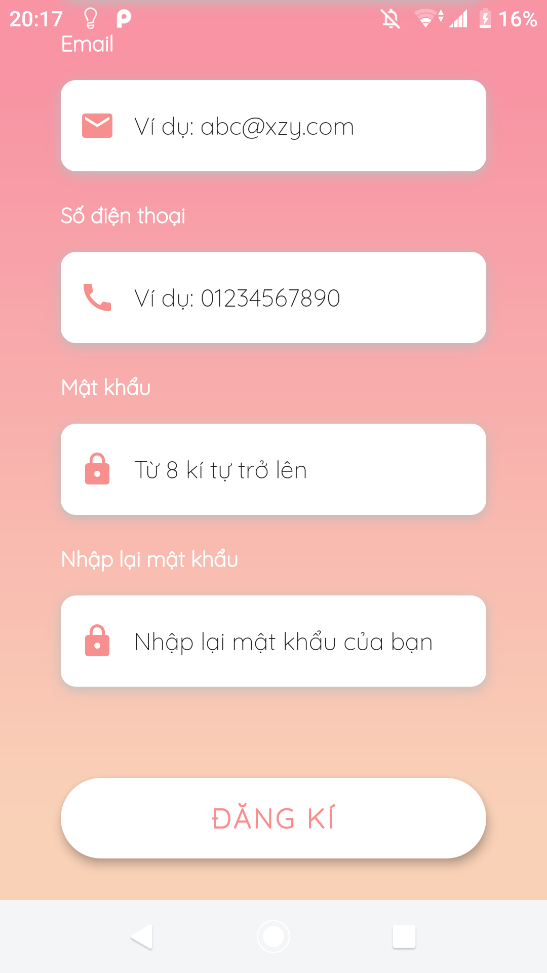 20:17 16%
Email
Ví dụ: abc@xzy.com
Số điện thoại
Ví dụ: 01234567890
Mật khẩu
Từ 8 kí tự trở lên
Nhập lại mật khẩu
Nhập lại mật khẩu của bạn
ĐĂNG KÍ